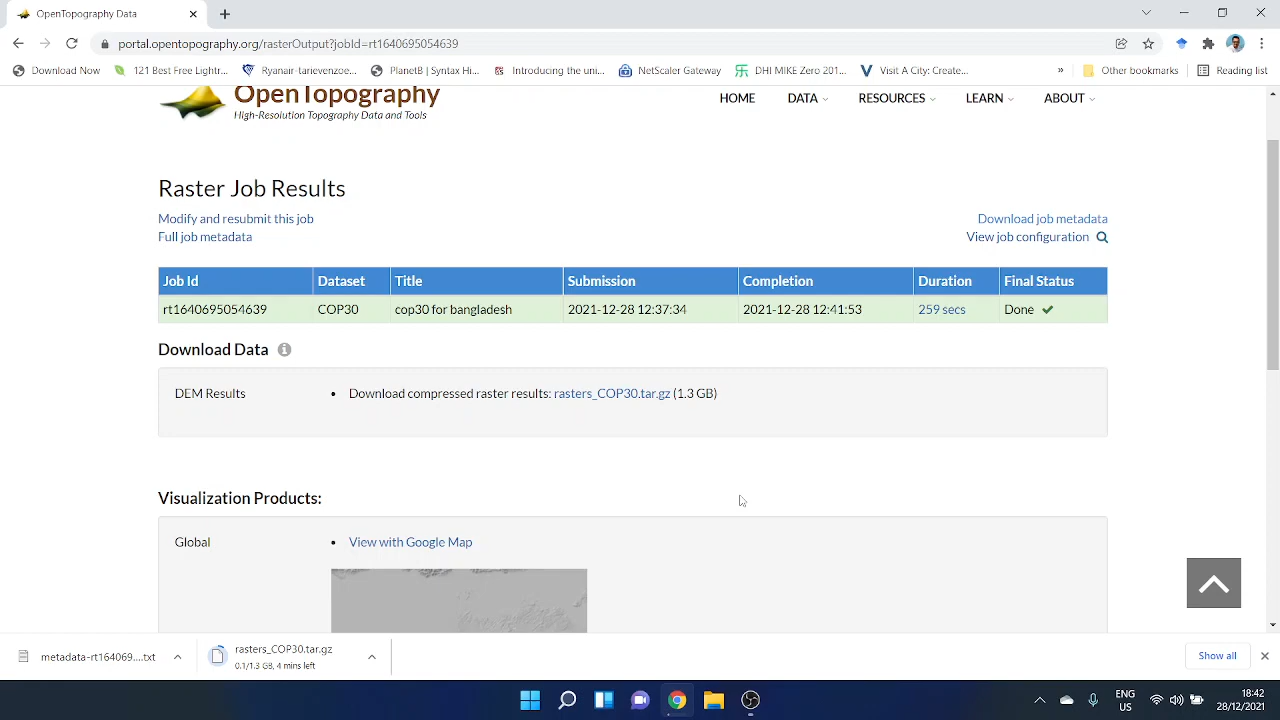 OpenTopography Data
portal.opentopography.org/rasterOutput?jobId=rt1640695054639
Download Now
121 Best Free Lightr...
Ryanair-tarjevenzoe...
PlanetB | Syntax Hi...
Introducing the uni...
NetScaler Gateway
DHI MIKE Zero 201...
Visit A City: Create...
»
Other bookmarks
Reading list
OpenTopography
High-Resolution Topography Data and Tools
HOME
DATA
RESOURCES
LEARN
ABOUT
Raster Job Results
Modify and resubmit this job
Download job metadata
Full job metadata
View job configuration
Job Id Dataset Title Submission Completion Duration Final Status
rt1640695054639 COP30 cop30 for bangladesh 2021-12-28 12:37:34 2021-12-28 12:41:53 259 secs Done
Download Data
DEM Results
• Download compressed raster results: rasters_COP30.tar.gz (1.3 GB)
Visualization Products:
Global
• View with Google Map
metadata-rt164069....txt
rasters_COP30.tar.gz
0.1/1.3 GB, 4 mins left
Show all
ENG
US
18:42
28/12/2021